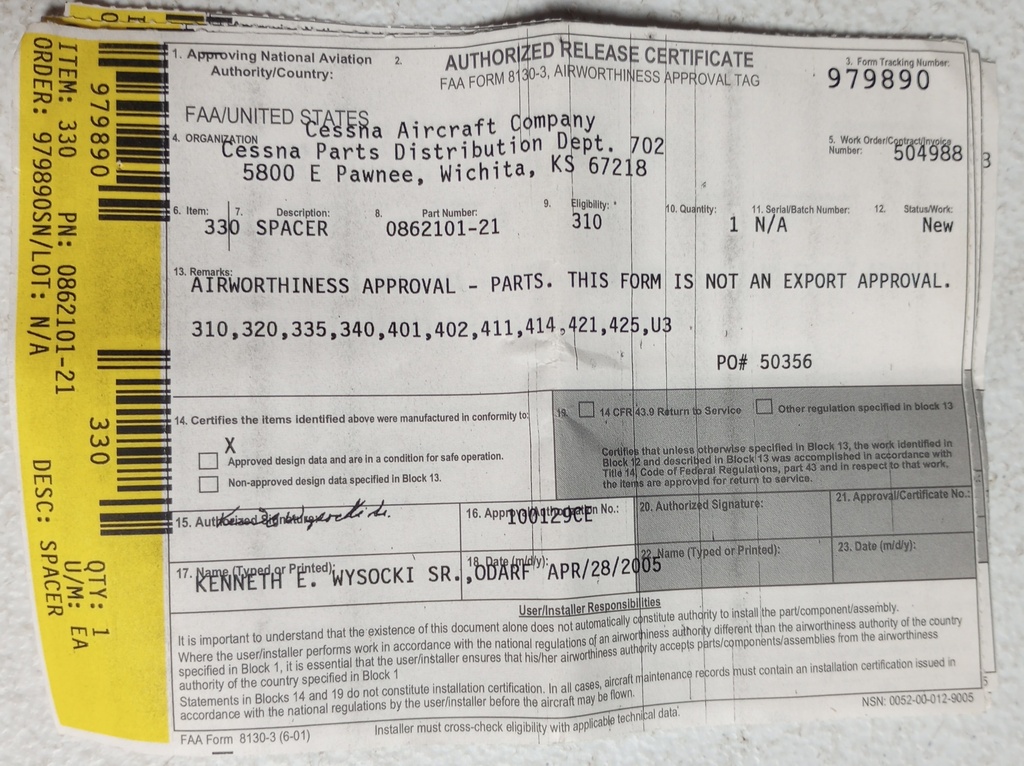 ITEM: 330 PN: 0862101-21 QTY: 1
ORDER: 979890SN/LOT: N/A U/M: EA
DESC: SPACER
979890
330
1. Approving National Aviation
Authority/Country:
FAA/UNITED STATES
2.
AUTHORIZED RELEASE CERTIFICATE
FAA FORM 8130-3, AIRWORTHINESS APPROVAL TAG
3. Form Tracking Number:
979890
4. ORGANIZATION
Cessna Aircraft Company
Cessna Parts Distribution Dept. 702
5800 E Pawnee, Wichita, KS 67218
5. Work Order/Contract/Invoice
Number: 504988
6. Item: 7. Description: 8. Part Number: 9. Eligibility: 10. Quantity: 11. Serial/Batch Number: 12. Status/Work:
330 SPACER 0862101-21 310 1 N/A New
13. Remarks:
AIRWORTHINESS APPROVAL - PARTS. THIS FORM IS NOT AN EXPORT APPROVAL.
310,320,335,340,401,402,411,414,421,425,U3
PO# 50356
14. Certifies the items identified above were manufactured in conformity to:
X
Approved design data and are in a condition for safe operation.
Non-approved design data specified in Block 13.
19. 14 CFR 43.9 Return to Service Other regulation specified in block 13
Certifies that unless otherwise specified in Block 13, the work identified in
Block 12 and described in Block 13 was accomplished in accordance with
Title 14, Code of Federal Regulations, part 43 and in respect to that work,
the items are approved for return to service.
15. Authorized Signature:
16. Approval/Authorization No.:
100129CE
20. Authorized Signature:
21. Approval/Certificate No.:
17. Name (Typed or Printed):
KENNETH E. WYSOCKI SR.,ODARF
18. Date (m/d/y):
APR/28/2005
22. Name (Typed or Printed):
23. Date (m/d/y):
User/Installer Responsibilities
It is important to understand that the existence of this document alone does not automatically constitute authority to install the part/component/assembly.
Where the user/installer performs work in accordance with the national regulations of an airworthiness authority different than the airworthiness authority of the country
specified in Block 1, it is essential that the user/installer ensures that his/her airworthiness authority accepts parts/components/assemblies from the airworthiness
authority of the country specified in Block 1
Statements in Blocks 14 and 19 do not constitute installation certification. In all cases, aircraft maintenance records must contain an installation certification issued in
accordance with the national regulations by the user/installer before the aircraft may be flown.
NSN: 0052-00-012-9005
Installer must cross-check eligibility with applicable technical data.
FAA Form 8130-3 (6-01)